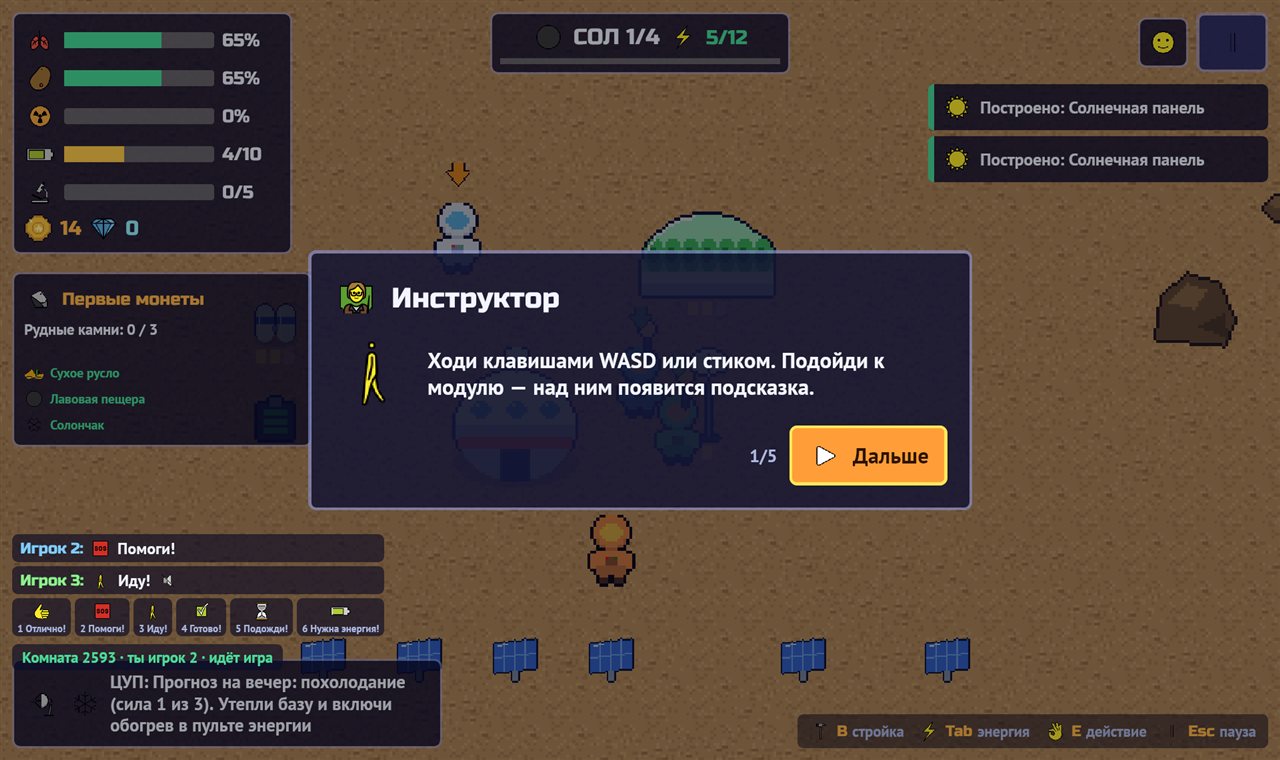 65%
65%
0%
4/10
0/5
14 0
СОЛ 1/4 5/12
Построено: Солнечная панель
Построено: Солнечная панель
Первые монеты
Рудные камни: 0 / 3
Сухое русло
Лавовая пещера
Солончак
Инструктор
Ходи клавишами WASD или стиком. Подойди к
модулю — над ним появится подсказка.
1/5 Дальше
Игрок 2: SOS Помоги!
Игрок 3: Иду!
1 Отлично! 2 Помоги! 3 Иду! 4 Готово! 5 Подожди! 6 Нужна энергия!
Комната 2593 · ты игрок 2 · идёт игра
ЦУП: Прогноз на вечер: похолодание
(сила 1 из 3). Утепли базу и включи
обогрев в пульте энергии
B стройка Tab энергия E действие Esc пауза